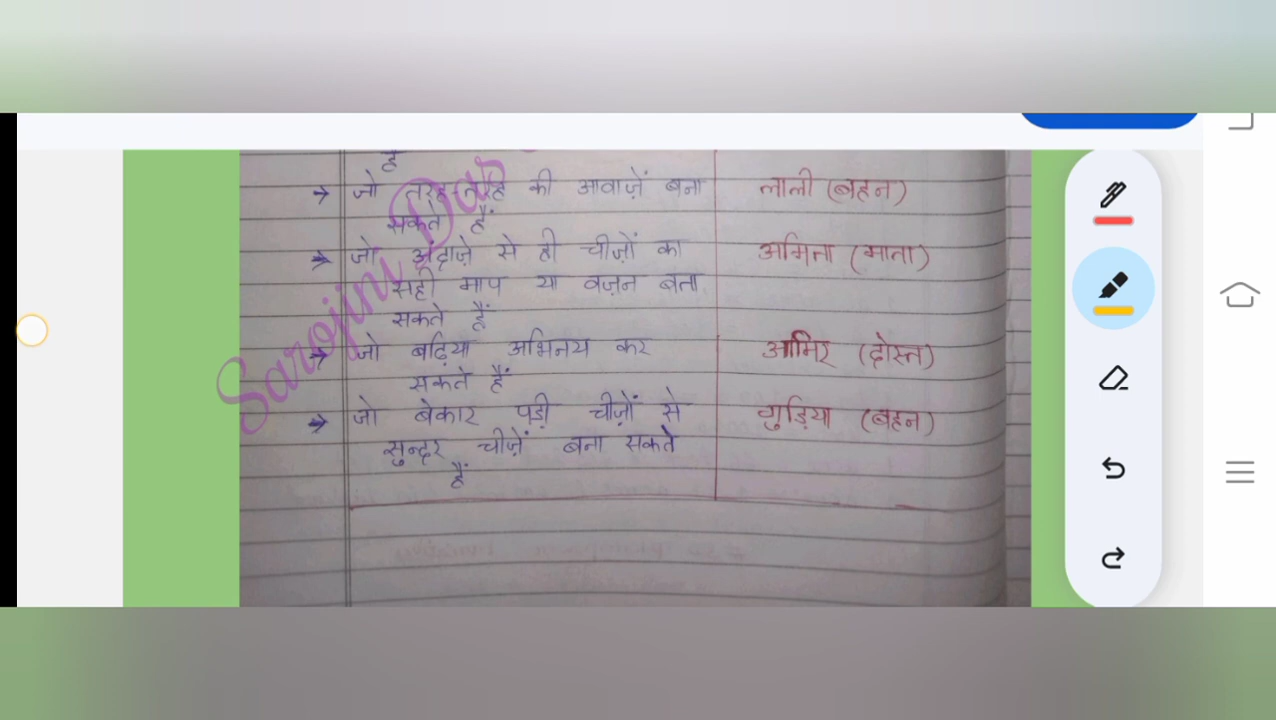 है
→ जो तरह-तरह की आवाज़ें बना लाली (बहन)
सकते हैं
→ जो अंदाज़े से ही चीज़ों का अमिना (माता)
सही माप या वज़न बता
सकते हैं
→ जो बढ़िया अभिनय कर आमिर (दोस्त)
सकते हैं
→ जो बेकार पड़ी चीज़ों से गुड़िया (बहन)
सुन्दर चीज़ें बना सकते
हैं
Sarojini Das